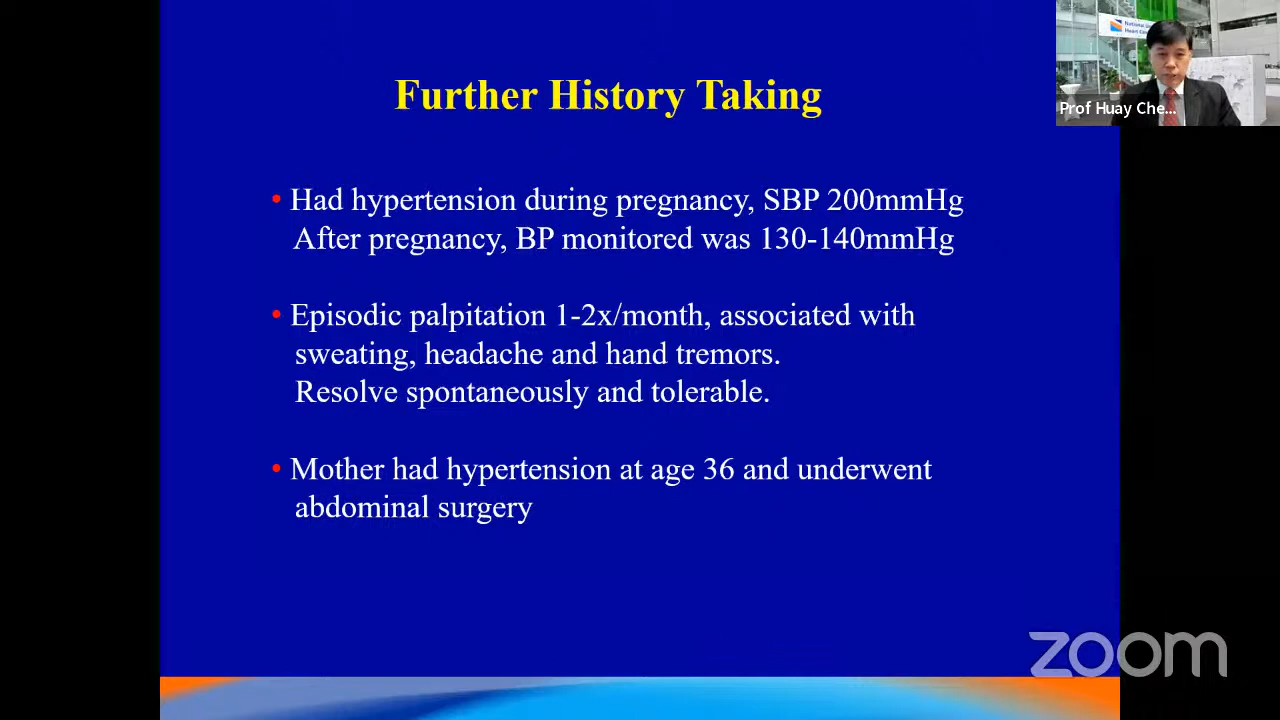 Further History Taking
• Had hypertension during pregnancy, SBP 200mmHg
After pregnancy, BP monitored was 130-140mmHg
• Episodic palpitation 1-2x/month, associated with
sweating, headache and hand tremors.
Resolve spontaneously and tolerable.
• Mother had hypertension at age 36 and underwent
abdominal surgery
Prof Huay Che...
zoom